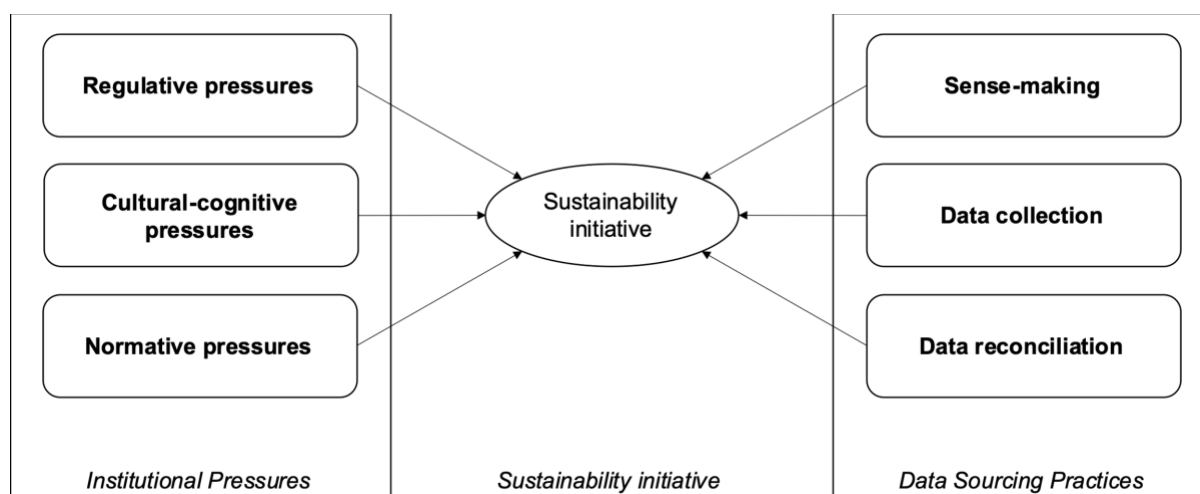 Regulative pressures
Cultural-cognitive
pressures
Normative pressures
Institutional Pressures
Sustainability
initiative
Sustainability initiative
Sense-making
Data collection
Data reconciliation
Data Sourcing Practices